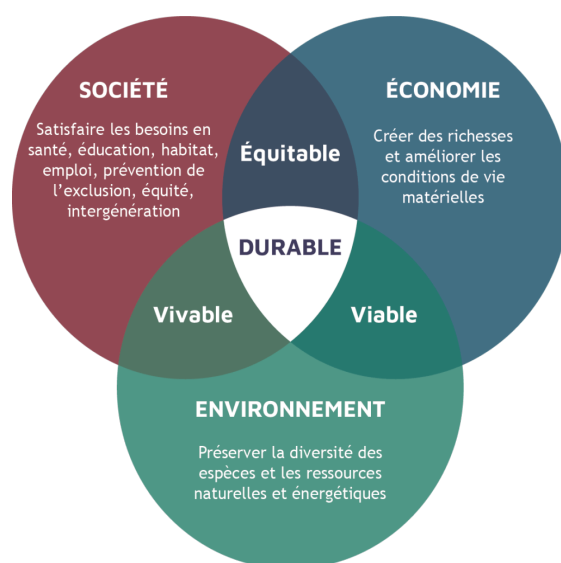 SOCIÉTÉ
Satisfaire les besoins en
santé, éducation, habitat,
emploi, prévention de
l'exclusion, équité,
intergénération
ÉCONOMIE
Créer des richesses
et améliorer les
conditions de vie
matérielles
Équitable
DURABLE
Vivable
Viable
ENVIRONNEMENT
Préserver la diversité des
espèces et les ressources
naturelles et énergétiques